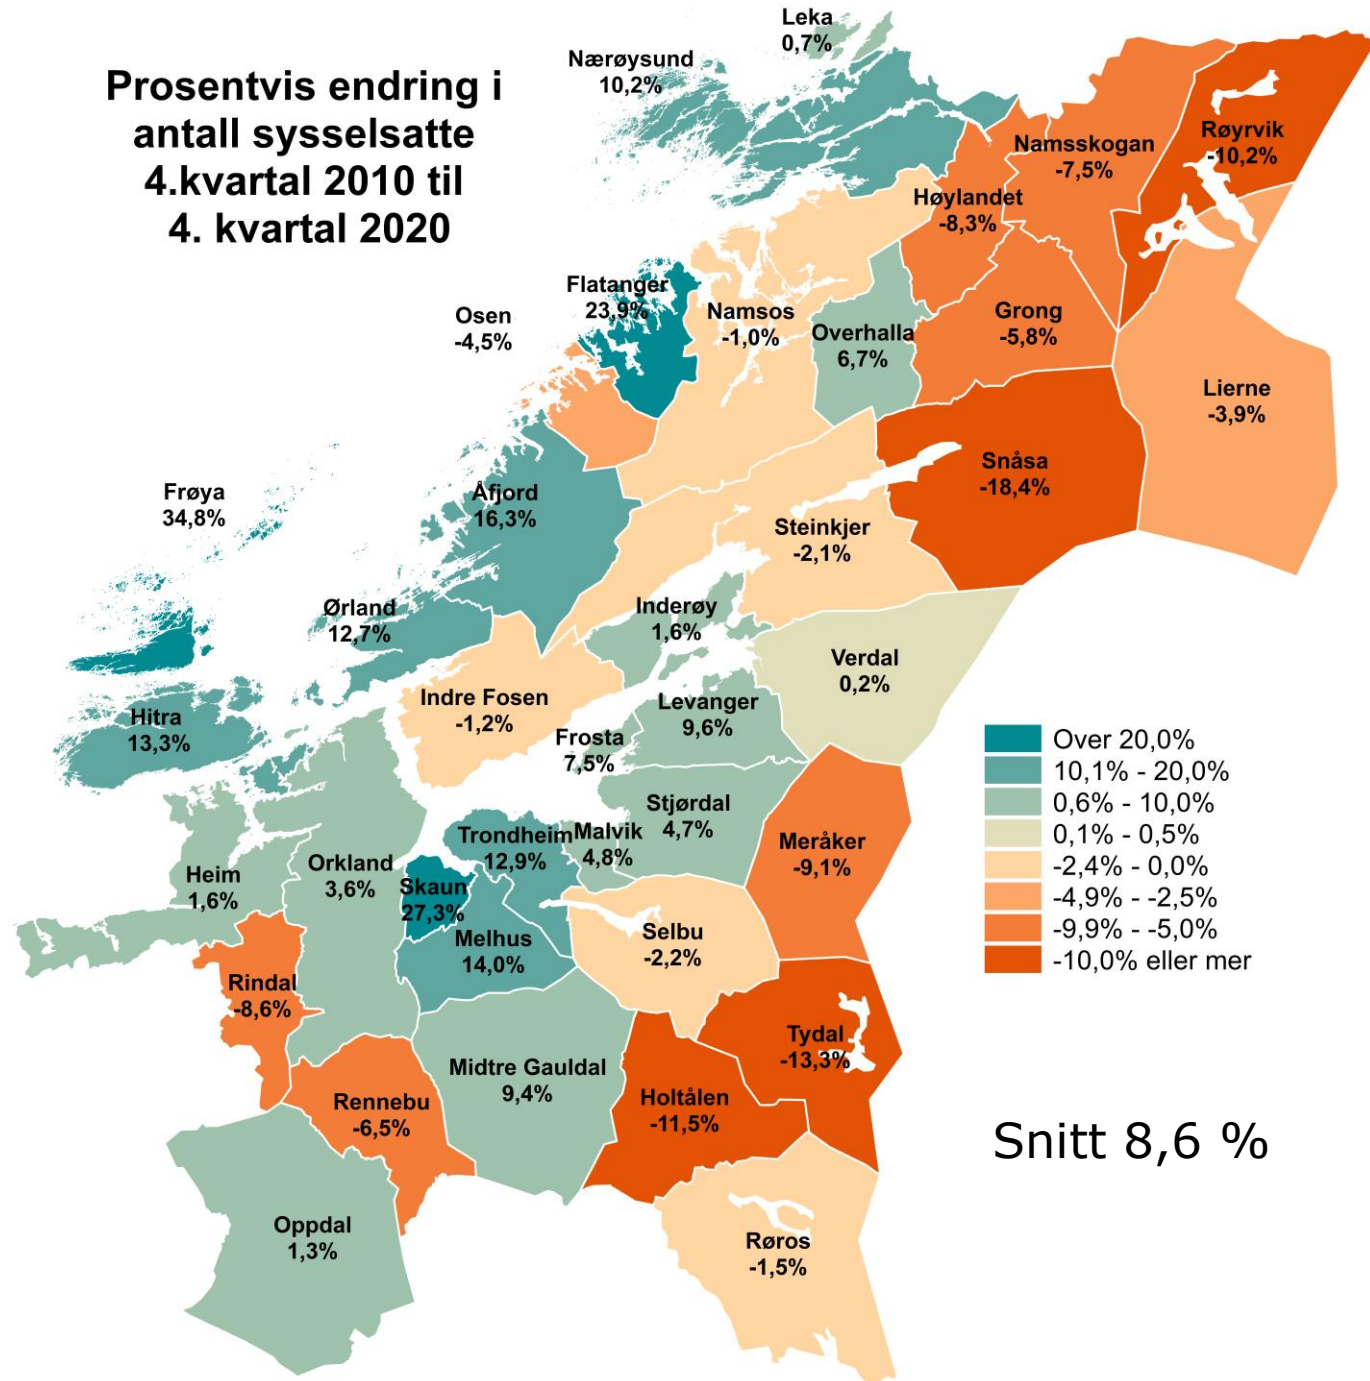 Prosentvis endring i
antall sysselsatte
4.kvartal 2010 til
4. kvartal 2020
Leka
0,7%
Nærøysund
10,2%
Namsskogan
-7,5%
Røyrvik
-10,2%
Høylandet
-8,3%
Flatanger
23,9%
Osen
-4,5%
Namsos
-1,0%
Overhalla
6,7%
Grong
-5,8%
Lierne
-3,9%
Snåsa
-18,4%
Frøya
34,8%
Åfjord
16,3%
Steinkjer
-2,1%
Ørland
12,7%
Inderøy
1,6%
Verdal
0,2%
Hitra
13,3%
Indre Fosen
-1,2%
Levanger
9,6%
Frosta
7,5%
Stjørdal
4,7%
Trondheim
12,9%
Malvik
4,8%
Meråker
-9,1%
Heim
1,6%
Orkland
3,6%
Skaun
27,3%
Melhus
14,0%
Selbu
-2,2%
Rindal
-8,6%
Tydal
-13,3%
Midtre Gauldal
9,4%
Holtålen
-11,5%
Rennebu
-6,5%
Oppdal
1,3%
Røros
-1,5%
Over 20,0%
10,1% - 20,0%
0,6% - 10,0%
0,1% - 0,5%
-2,4% - 0,0%
-4,9% - -2,5%
-9,9% - -5,0%
-10,0% eller mer
Snitt 8,6 %